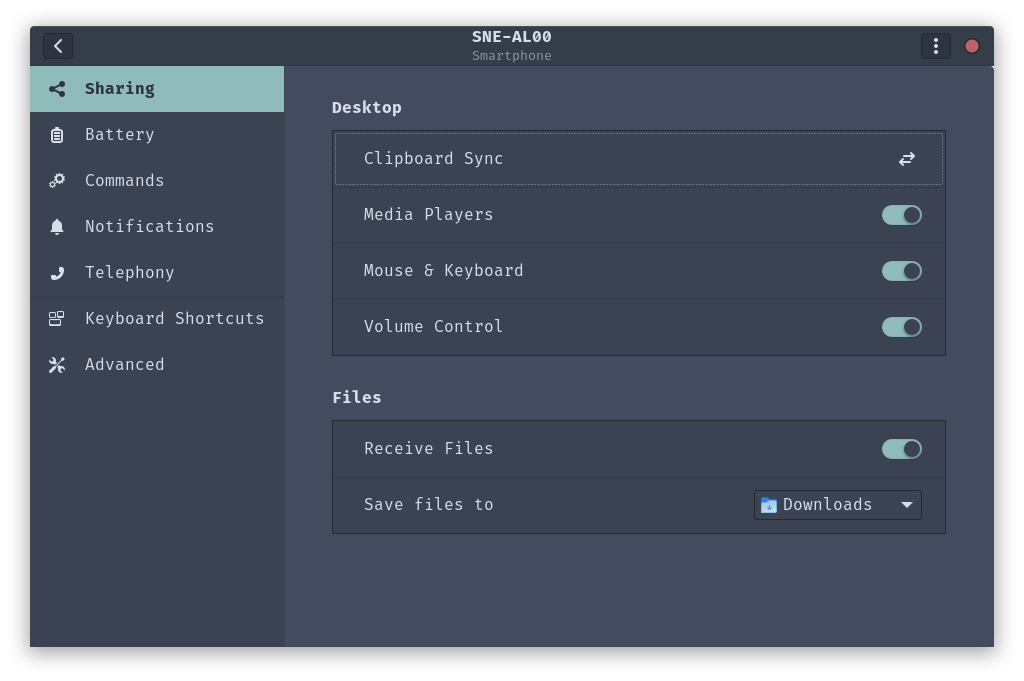 SNE-AL00
Smartphone
Sharing
Battery
Commands
Notifications
Telephony
Keyboard Shortcuts
Advanced
Desktop
Clipboard Sync
Media Players
Mouse & Keyboard
Volume Control
Files
Receive Files
Save files to Downloads